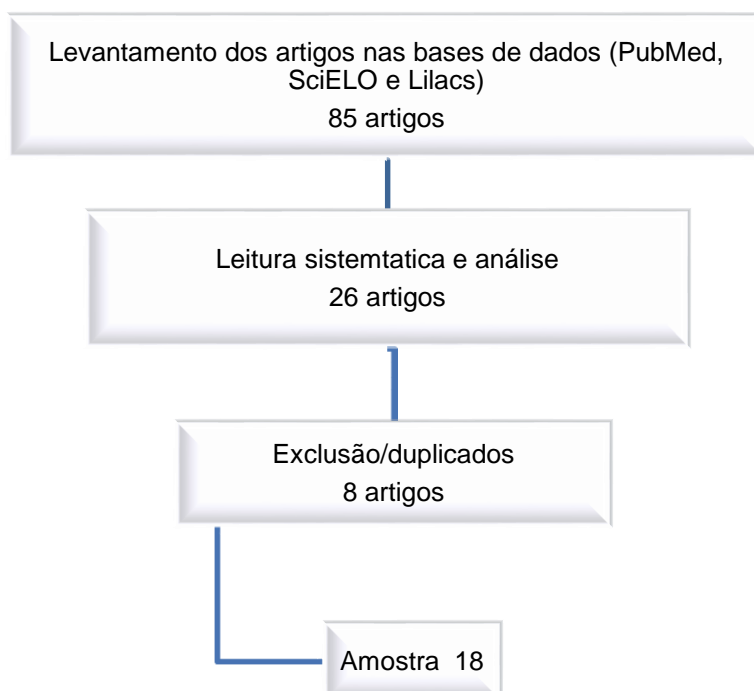 Levantamento dos artigos nas bases de dados (PubMed,
SciELO e Lilacs)
85 artigos
Leitura sistemtatica e análise
26 artigos
Exclusão/duplicados
8 artigos
Amostra 18